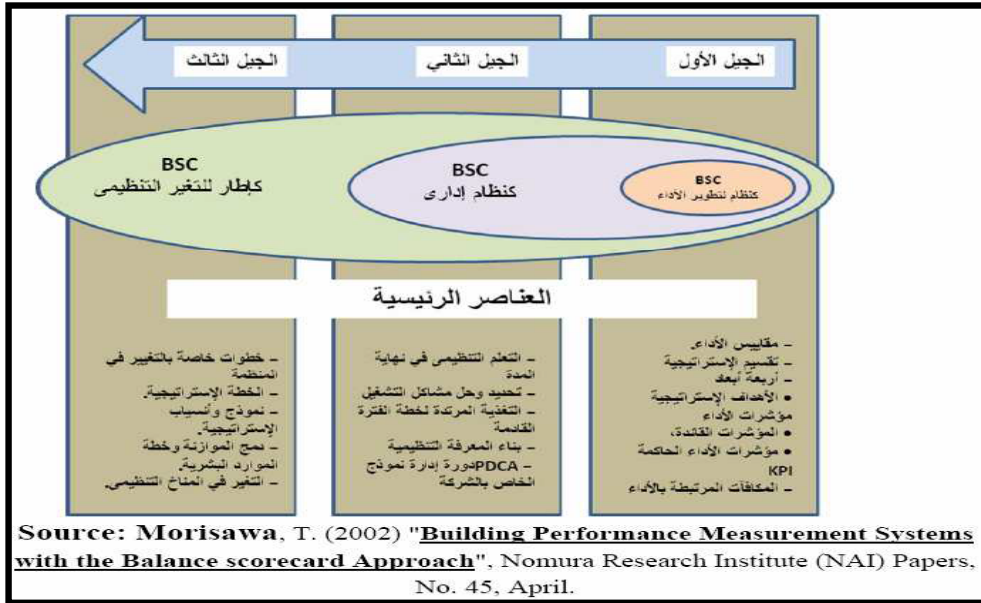 الجيل الأول
الجيل الثاني
الجيل الثالث
BSC
كنظام لتطوير الأداء
BSC
كنظام إدارى
BSC
كإطار للتغير التنظيمى
العناصر الرئيسية
– مقاييس الأداء.
– تقسيم الإستراتيجية
– أربعة أبعاد
• الأهداف الإستراتيجية
مؤشرات الأداء
• المؤشرات القائدة،
• مؤشرات الأداء الحاكمة
KPI
– المكافآت المرتبطة بالأداء
– التعلم التنظيمى في نهاية
المدة
– تحديد وحل مشاكل التشغيل
– التغذية المرتدة لخطة الفترة
القادمة
– بناء المعرفة التنظيمية
– PDCAدورة إدارة نموذج
الخاص بالشركة
– خطوات خاصة بالتغيير في
المنظمة
– الخطة الإستراتيجية.
– نموذج وأنسياب
الإستراتيجية.
– دمج الموازنة وخطة
الموارد البشرية.
– التغير في المناخ التنظيمى.
Source: Morisawa, T. (2002) "Building Performance Measurement Systems
with the Balance scorecard Approach", Nomura Research Institute (NAI) Papers,
No. 45, April.